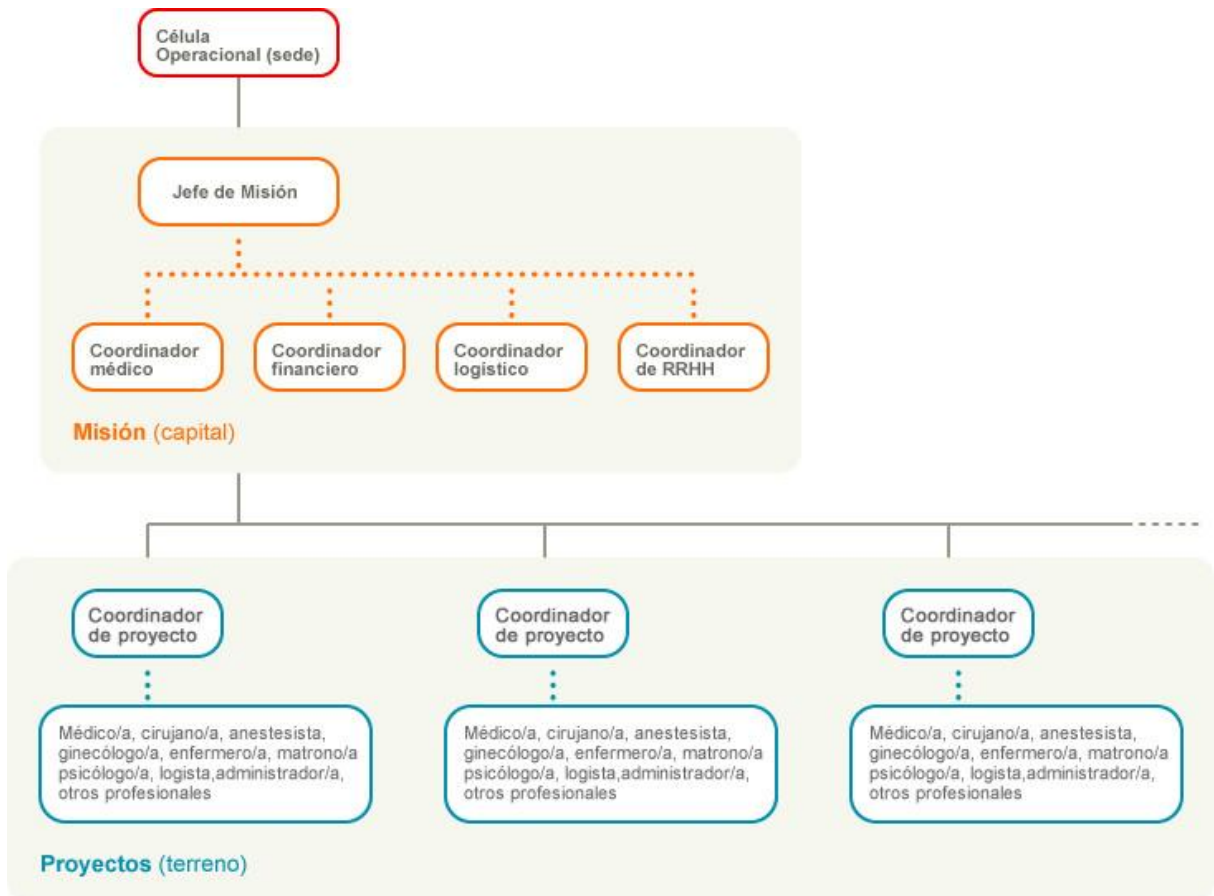 Célula
Operacional (sede)
Jefe de Misión
Coordinador
médico
Coordinador
financiero
Coordinador
logístico
Coordinador
de RRHH
Misión (capital)
Coordinador
de proyecto
Coordinador
de proyecto
Coordinador
de proyecto
Médico/a, cirujano/a, anestesista,
ginecólogo/a, enfermero/a, matrono/a
psicólogo/a, logista,administrador/a,
otros profesionales
Médico/a, cirujano/a, anestesista,
ginecólogo/a, enfermero/a, matrono/a
psicólogo/a, logista,administrador/a,
otros profesionales
Médico/a, cirujano/a, anestesista,
ginecólogo/a, enfermero/a, matrono/a
psicólogo/a, logista,administrador/a,
otros profesionales
Proyectos (terreno)